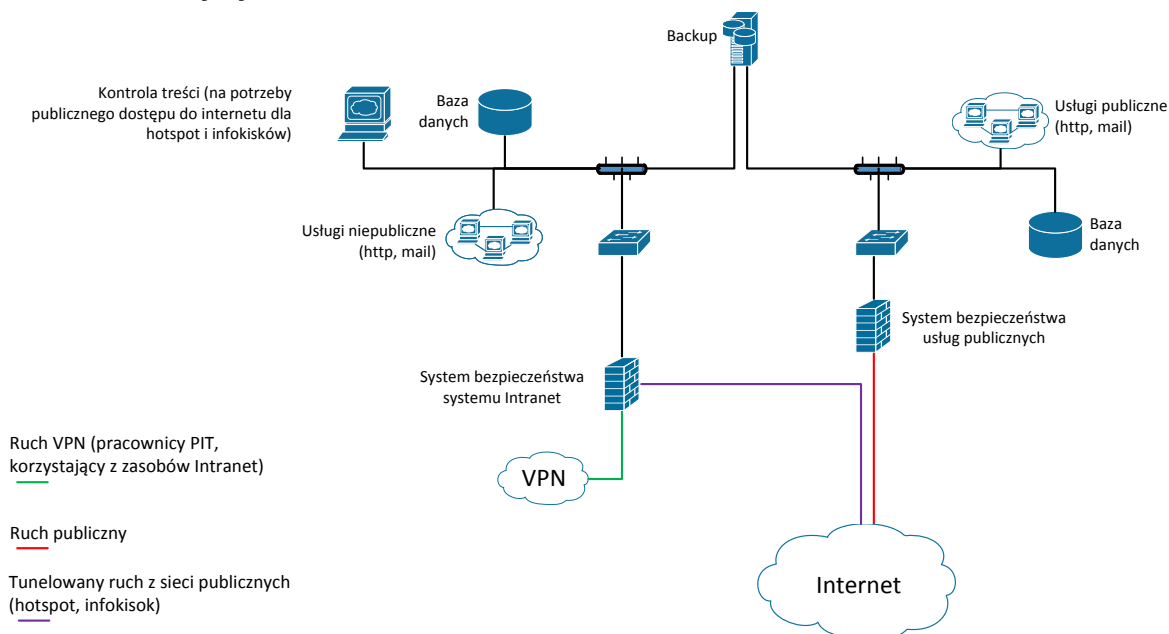 Backup
Kontrola treści (na potrzeby
publicznego dostępu do internetu dla
hotspot i infokisków)
Baza
danych
Usługi publiczne
(http, mail)
Usługi niepubliczne
(http, mail)
Baza
danych
System bezpieczeństwa
usług publicznych
System bezpieczeństwa
systemu Intranet
Ruch VPN (pracownicy PIT,
korzystający z zasobów Intranet)
VPN
Ruch publiczny
Internet
Tunelowany ruch z sieci publicznych
(hotspot, infokisok)